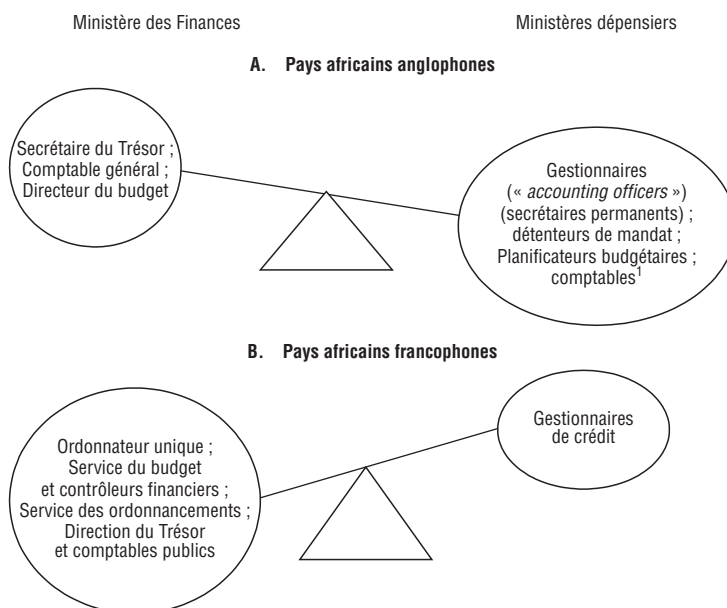 Ministère des Finances
Ministères dépensiers
A. Pays africains anglophones
Secrétaire du Trésor ;
Comptable général ;
Directeur du budget
Gestionnaires
(« accounting officers »)
(secrétaires permanents) ;
détenteurs de mandat ;
Planificateurs budgétaires ;
comptables¹
B. Pays africains francophones
Ordonnateur unique ;
Service du budget
et contrôleurs financiers ;
Service des ordonnancements ;
Direction du Trésor
et comptables publics
Gestionnaires
de crédit